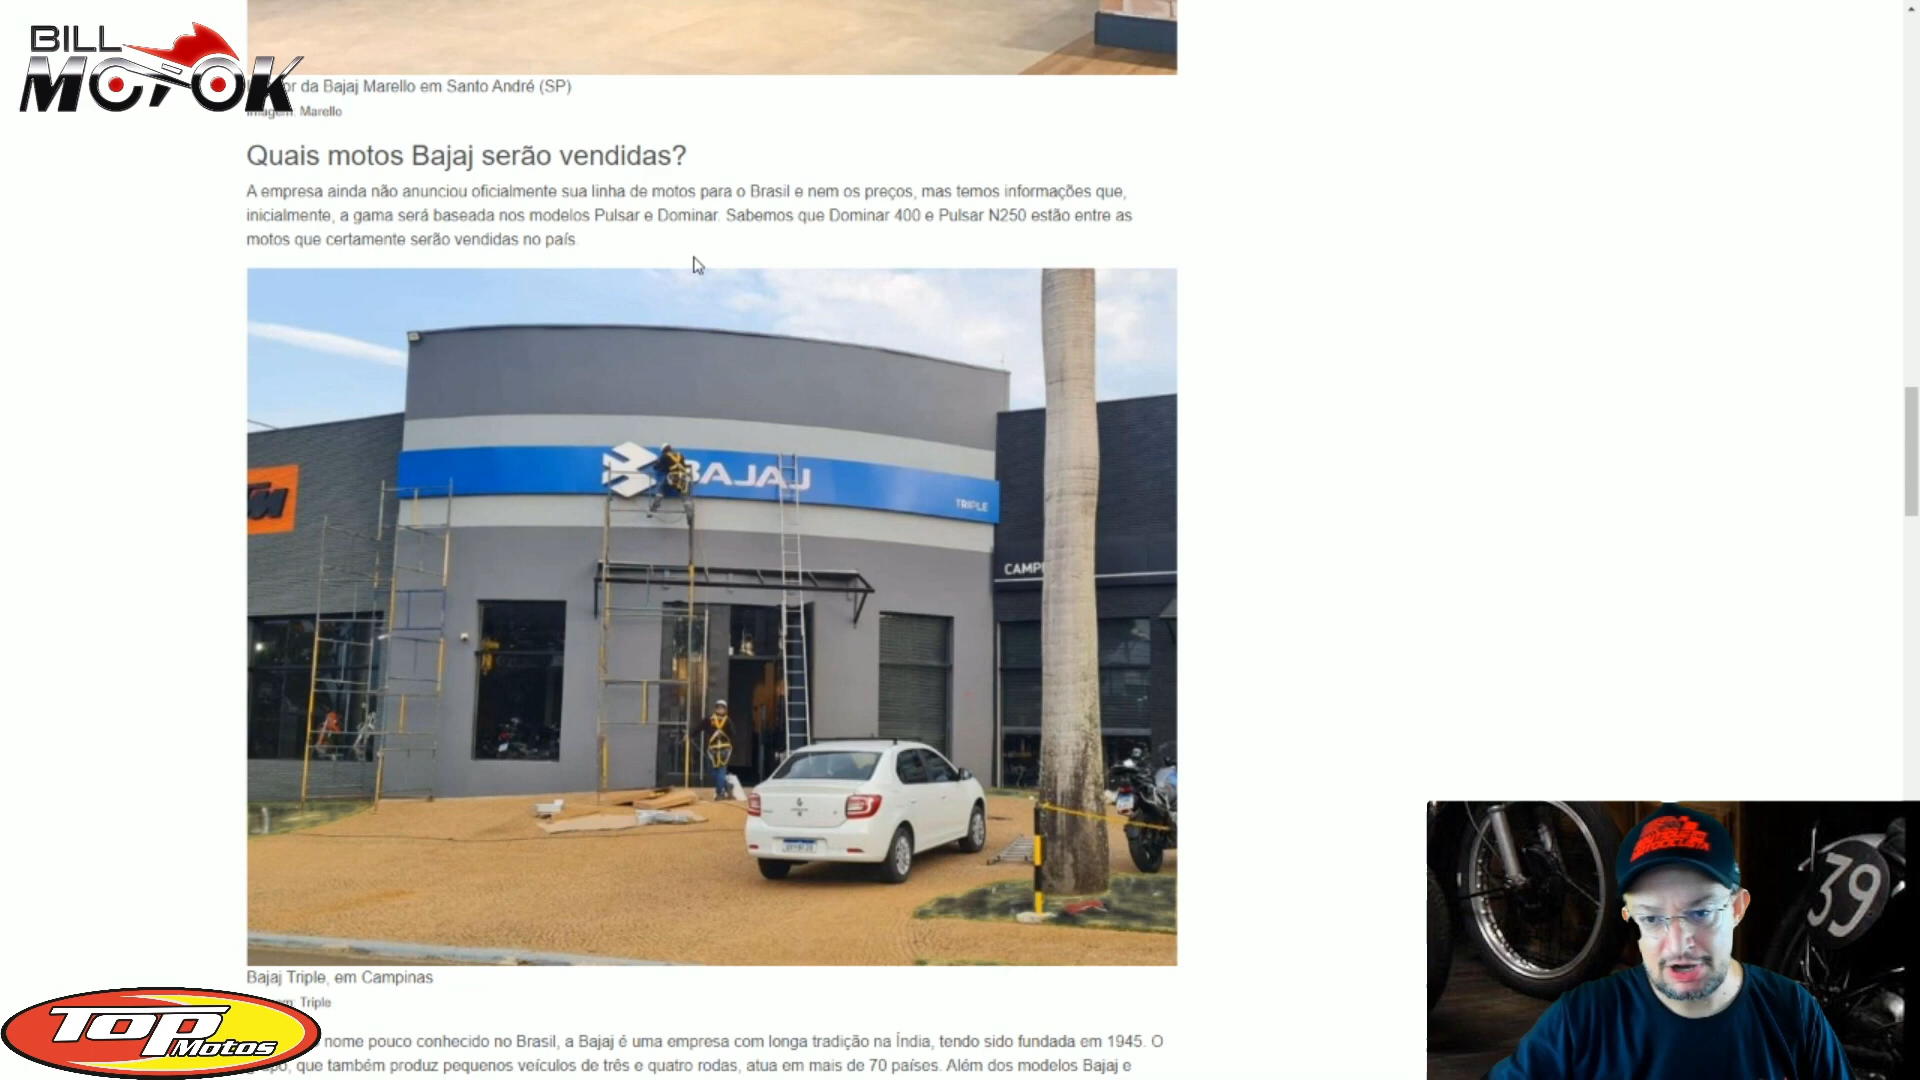 BILL
MOTOK
or da Bajaj Marello em Santo André (SP)
Imagem: Marello
Quais motos Bajaj serão vendidas?
A empresa ainda não anunciou oficialmente sua linha de motos para o Brasil e nem os preços, mas temos informações que,
inicialmente, a gama será baseada nos modelos Pulsar e Dominar. Sabemos que Dominar 400 e Pulsar N250 estão entre as
motos que certamente serão vendidas no país.
BAJAJ
TRIPLE
CAMP
39
Bajaj Triple, em Campinas
Triple
TOP
Motos
nome pouco conhecido no Brasil, a Bajaj é uma empresa com longa tradição na Índia, tendo sido fundada em 1945. O
que também produz pequenos veículos de três e quatro rodas, atua em mais de 70 países. Além dos modelos Bajaj e